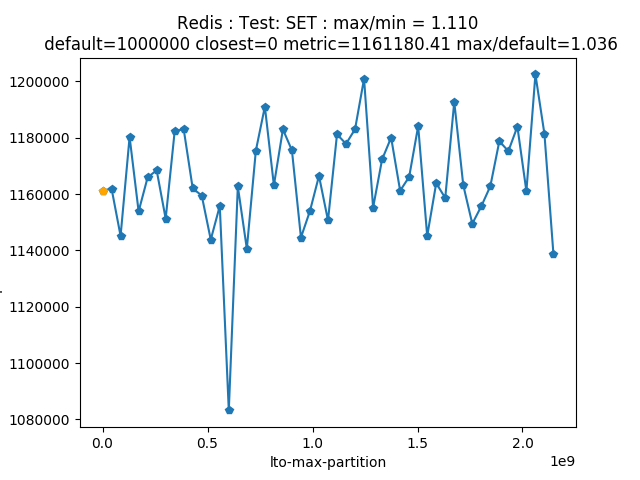 Redis : Test: SET : max/min = 1.110
default=1000000 closest=0 metric=1161180.41 max/default=1.036
1200000
1180000
1160000
1140000
1120000
1100000
1080000
0.0 0.5 1.0 1.5 2.0
1e9
lto-max-partition